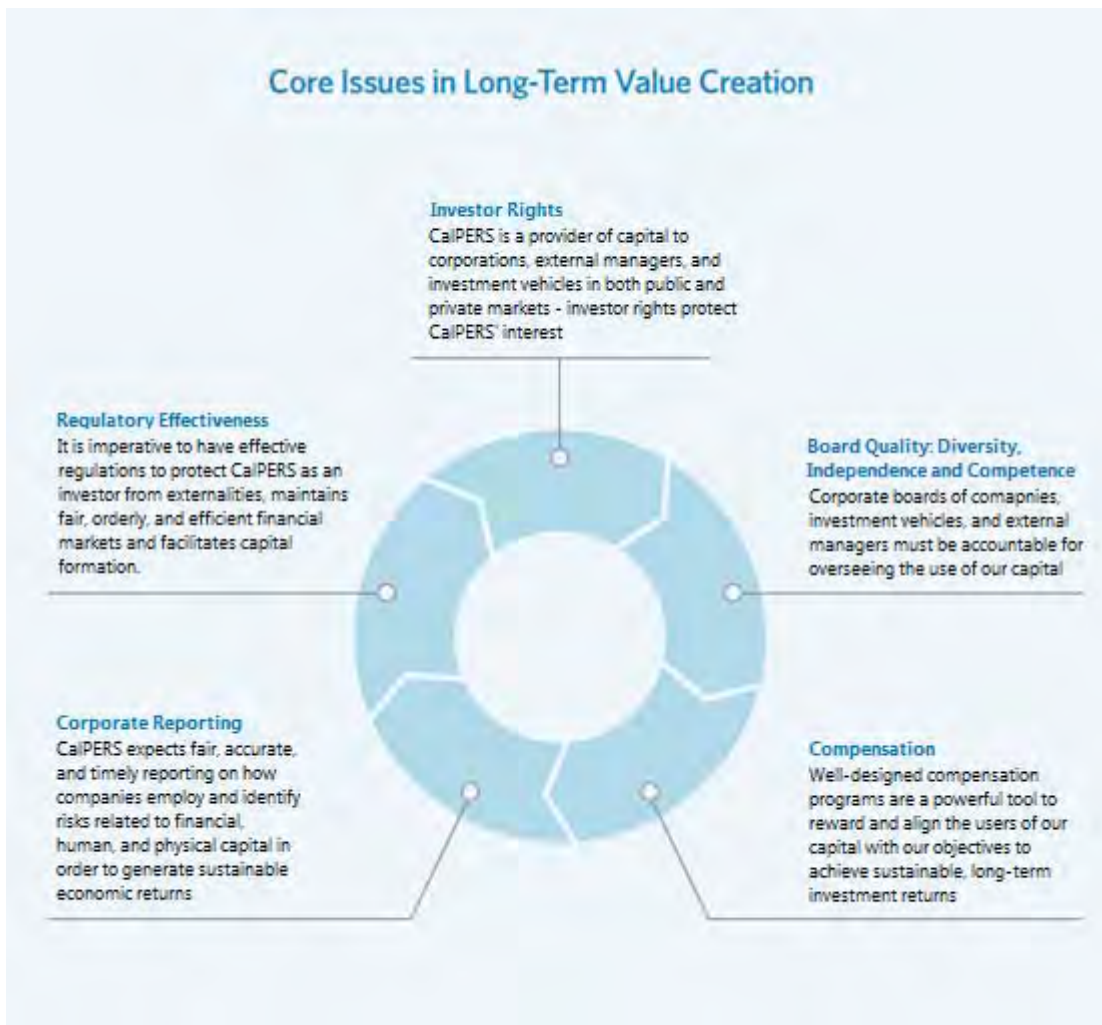 Core Issues in Long-Term Value Creation
Investor Rights
CalPERS is a provider of capital to
corporations, external managers, and
investment vehicles in both public and
private markets - investor rights protect
CalPERS' interest
Regulatory Effectiveness
It is imperative to have effective
regulations to protect CalPERS as an
investor from externalities, maintains
fair, orderly, and efficient financial
markets and facilitates capital
formation.
Board Quality: Diversity,
Independence and Competence
Corporate boards of comapnies,
investment vehicles, and external
managers must be accountable for
overseeing the use of our capital
Corporate Reporting
CalPERS expects fair, accurate,
and timely reporting on how
companies employ and identify
risks related to financial,
human, and physical capital in
order to generate sustainable
economic returns
Compensation
Well-designed compensation
programs are a powerful tool to
reward and align the users of our
capital with our objectives to
achieve sustainable, long-term
investment returns